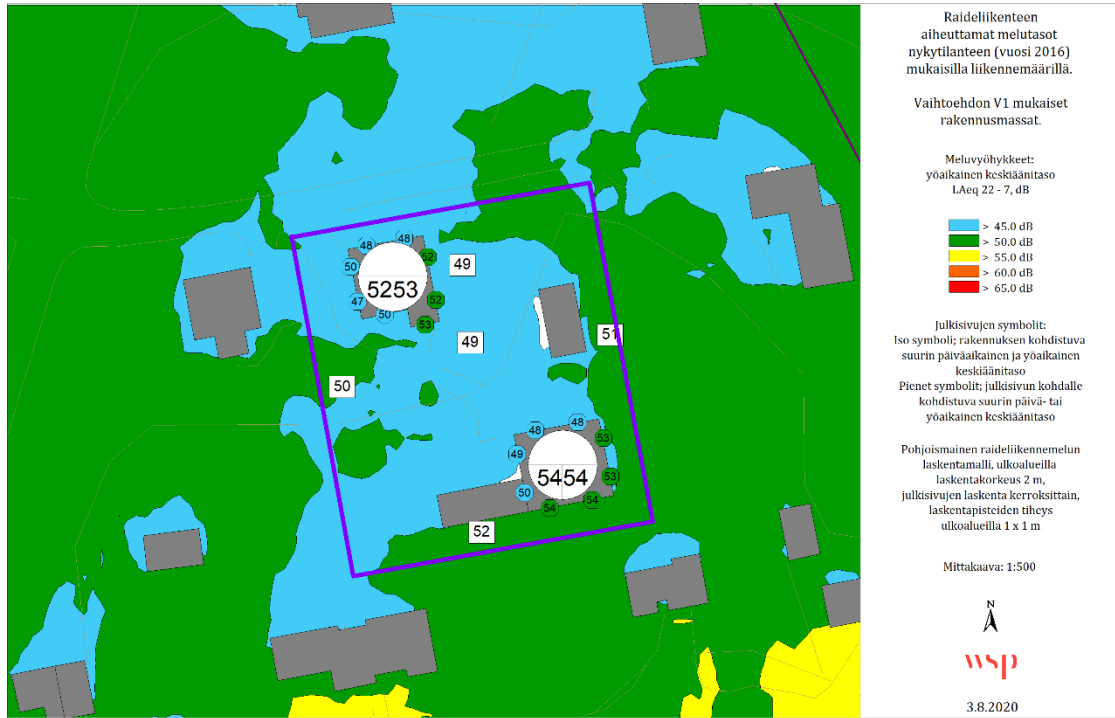 Raideliikenteen
aiheuttamat melutasot
nykytilanteen (vuosi 2016)
mukaisilla liikennemäärillä.
Vaihtoehdon V1 mukaiset
rakennusmassat.
Meluvyöhykkeet:
yöaikainen keskiäänitaso
LAeq 22 - 7, dB
> 45.0 dB
> 50.0 dB
> 55.0 dB
> 60.0 dB
> 65.0 dB
Julkisivujen symbolit:
Iso symboli; rakennuksen kohdistuva
suurin päiväaikainen ja yöaikainen
keskiäänitaso
Pienet symbolit; julkisivun kohdalle
kohdistuva suurin päivä- tai
yöaikainen keskiäänitaso
Pohjoismainen raideliikennemelun
laskentamalli, ulkoalueilla
laskentakorkeus 2 m,
julkisivujen laskenta kerroksittain,
laskentapisteiden tiheys
ulkoalueilla 1 x 1 m
Mittakaava: 1:500
N
wsp
3.8.2020
48 48
52
50
49
5253
47
52
50
53
49
51
50
48
48
53
49
5454
53
50
54
54
52